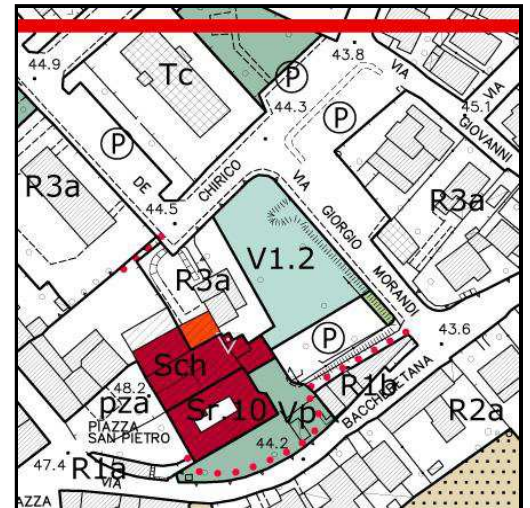 44.9
Tc
P
43.8
VIA
44.3
P
VIA
GIOVANNI
45.1
P
DE
CHIRICO
P
R3a
VIA
GIORGIO
MORANDI
R3a
44.5
R3a
V1.2
P
43.6
Sch
R1b
BACCHERETANA
48.2
pza
PIAZZA
SAN PIETRO
Sr 10
Vp
R2a
44.2
47.4
R1a
VIA
AZZA